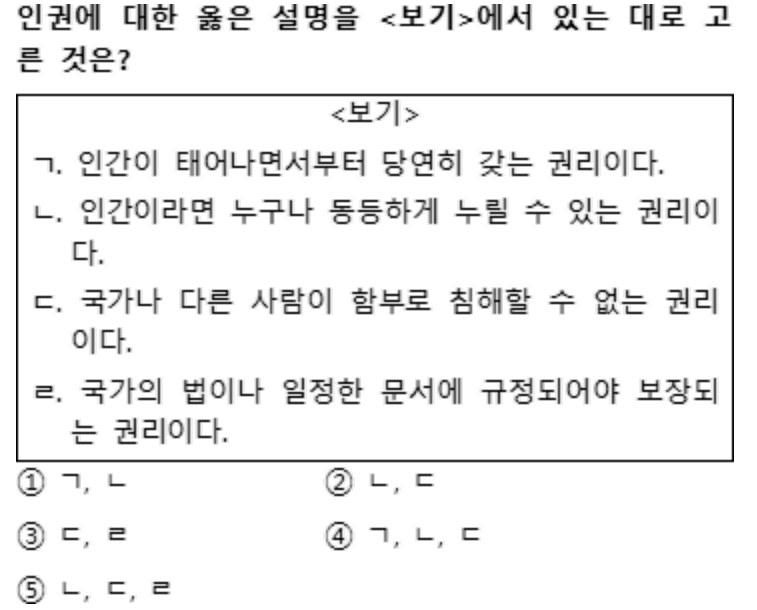 인권에 대한 옳은 설명을 <보기>에서 있는 대로 고
른 것은?
<보기>
ㄱ. 인간이 태어나면서부터 당연히 갖는 권리이다.
ㄴ. 인간이라면 누구나 동등하게 누릴 수 있는 권리이
다.
ㄷ. 국가나 다른 사람이 함부로 침해할 수 없는 권리
이다.
ㄹ. 국가의 법이나 일정한 문서에 규정되어야 보장되
는 권리이다.
① ㄱ, ㄴ ② ㄴ, ㄷ
③ ㄷ, ㄹ ④ ㄱ, ㄴ, ㄷ
⑤ ㄴ, ㄷ, ㄹ